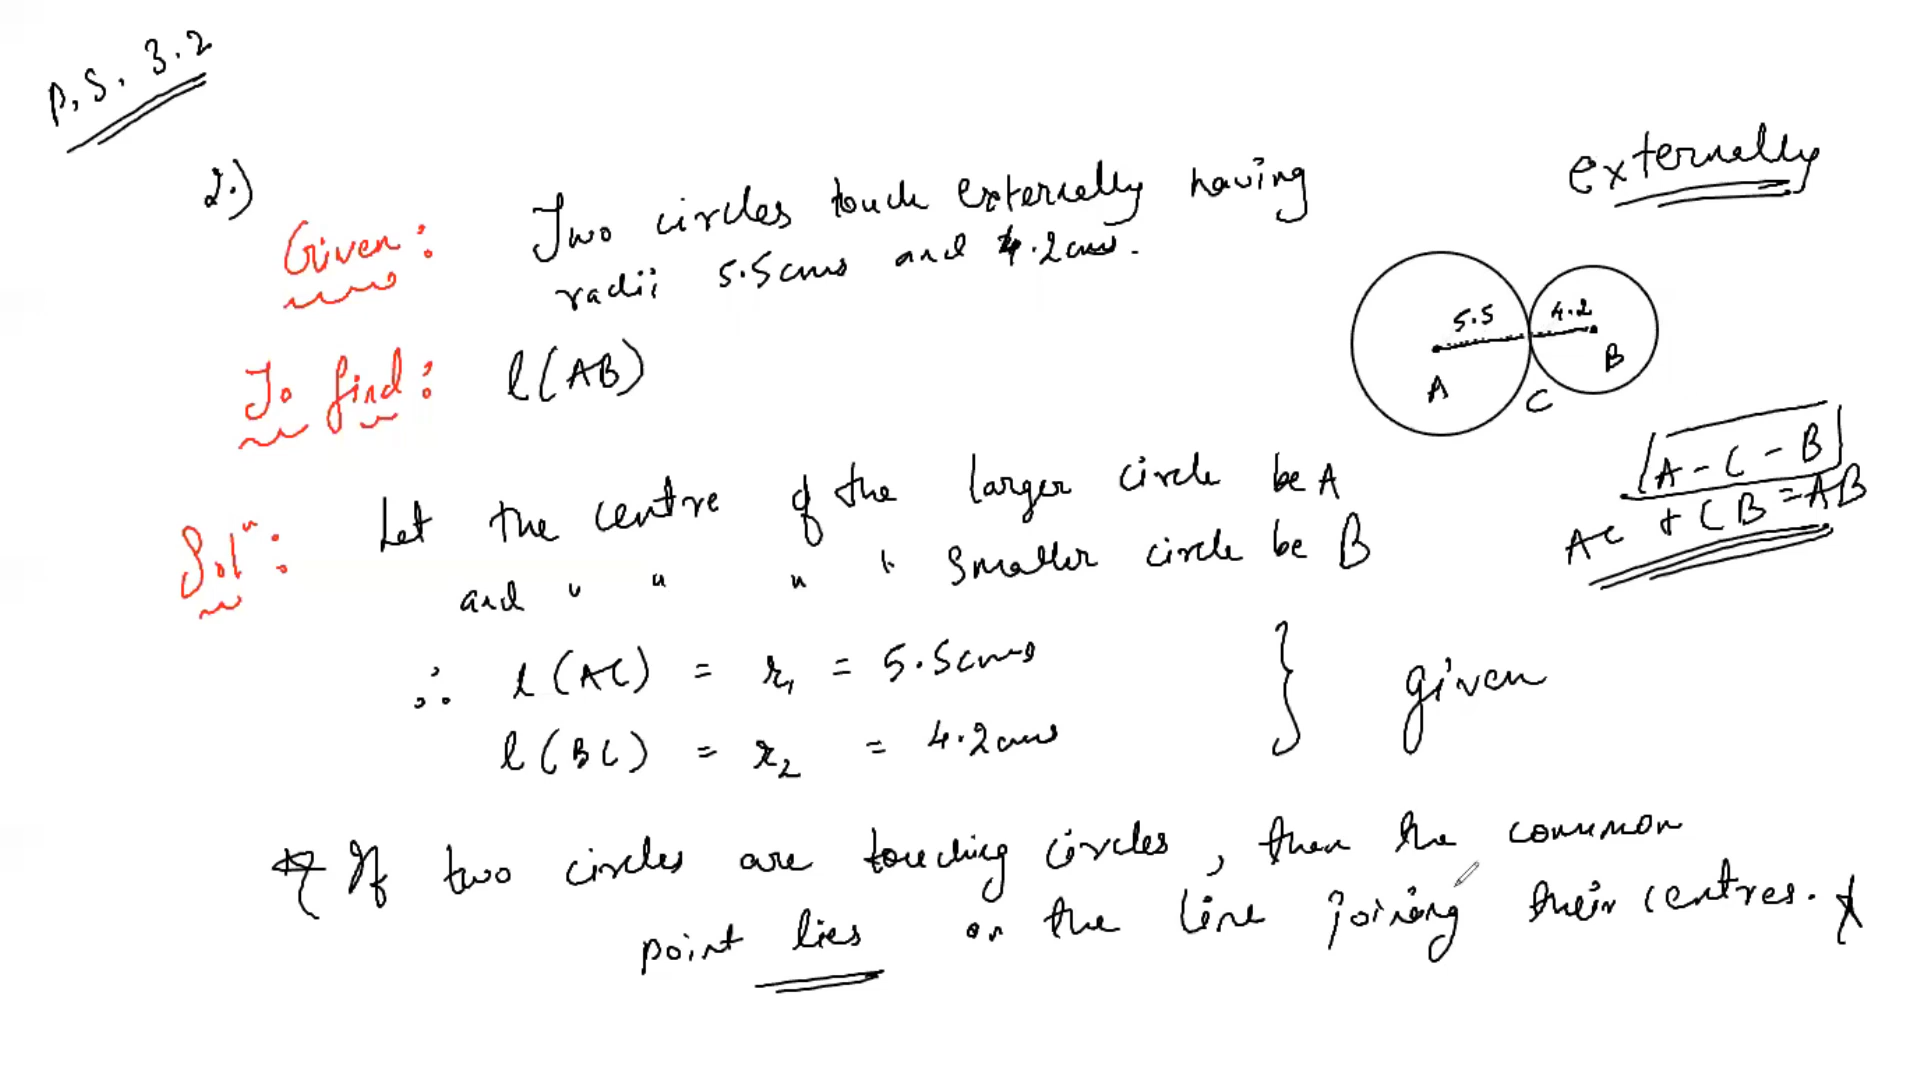 P.S. 3.2
2.)
externally
Given: Two circles touch externally having
radii 5.5cms and 4.2cms.
5.5 4.2
A C B
To find: l(AB)
A - C - B
AC + CB = AB
Solⁿ: Let the centre of the larger circle be A
and " " " " smaller circle be B
∴ l(AC) = r₁ = 5.5cms
l(BC) = r₂ = 4.2cms
} given
* If two circles are touching circles, then the common
point lies on the line joining their centres. *